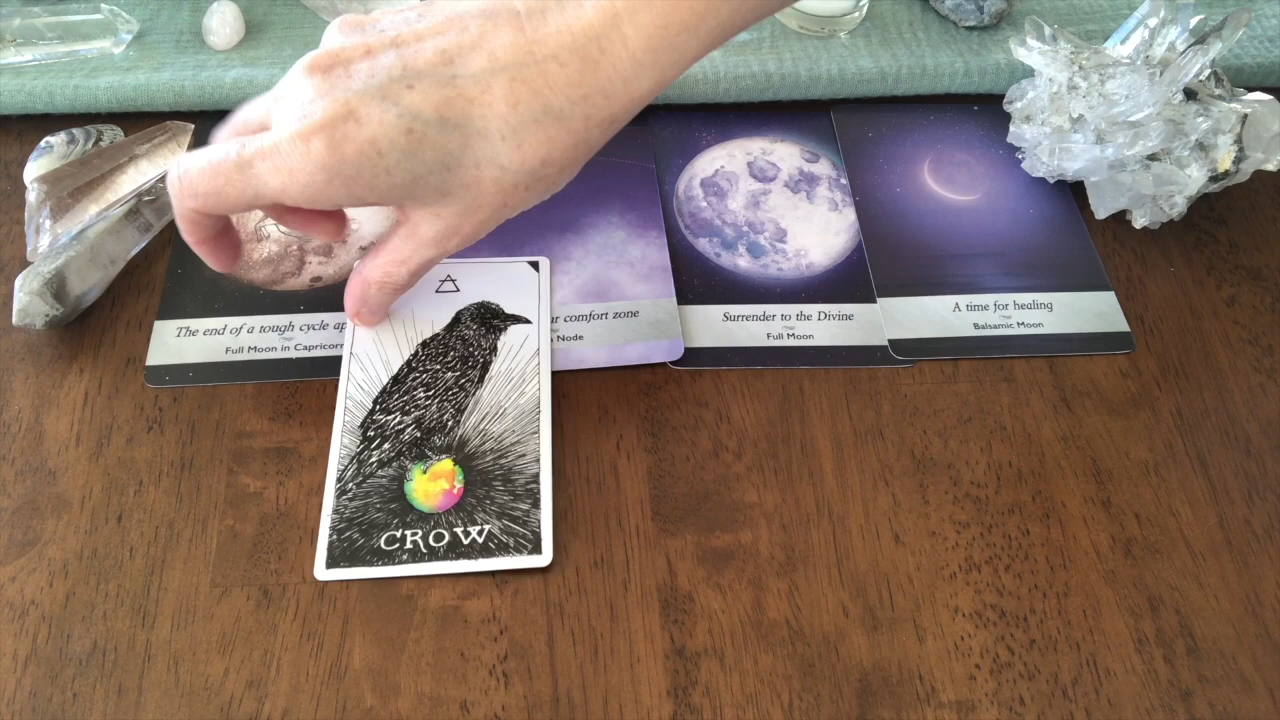 The end of a tough cycle
Full Moon in Capricorn
comfort zone
Node
Surrender to the Divine
Full Moon
A time for healing
Balsamic Moon
CROW